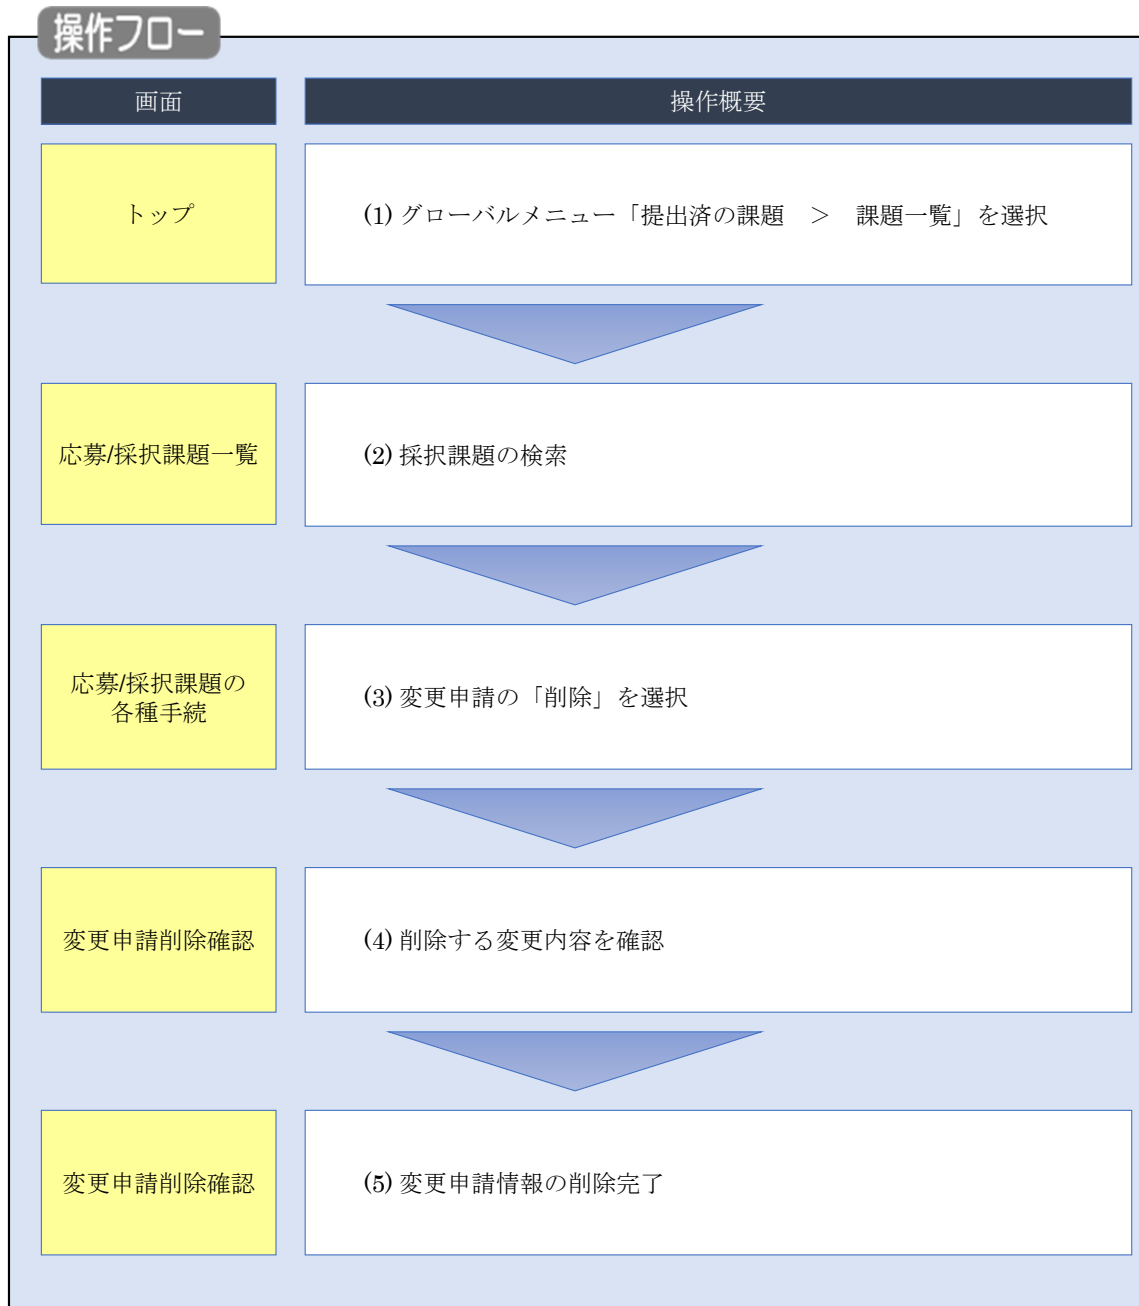 操作フロー
画面
操作概要
トップ
(1) グローバルメニュー「提出済の課題　＞　課題一覧」を選択
応募/採択課題一覧
(2) 採択課題の検索
応募/採択課題の
各種手続
(3) 変更申請の「削除」を選択
変更申請削除確認
(4) 削除する変更内容を確認
変更申請削除確認
(5) 変更申請情報の削除完了